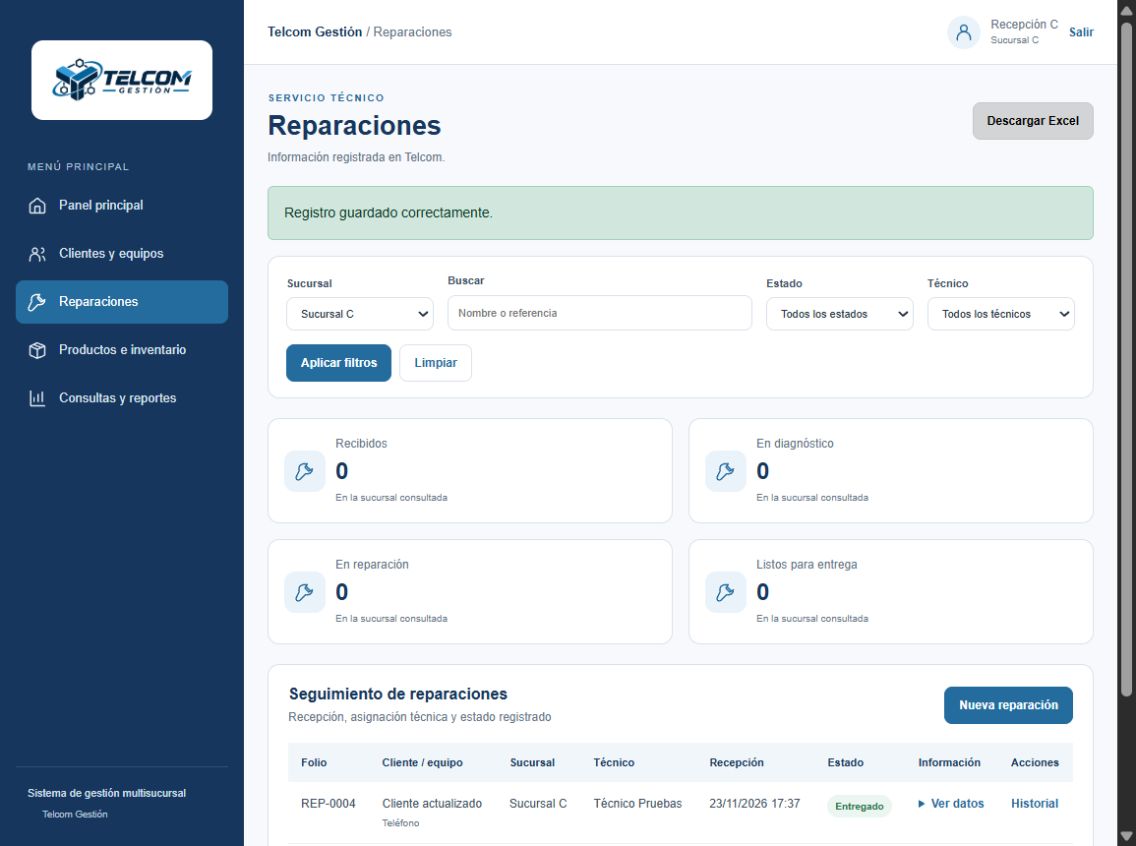 TELCOM
GESTIÓN
MENÚ PRINCIPAL
Panel principal
Clientes y equipos
Reparaciones
Productos e inventario
Consultas y reportes
Sistema de gestión multisucursal
Telcom Gestión
Telcom Gestión / Reparaciones
Recepción C
Sucursal C
Salir
SERVICIO TÉCNICO
Reparaciones
Información registrada en Telcom.
Descargar Excel
Registro guardado correctamente.
Sucursal
Buscar
Estado
Técnico
Sucursal C
Nombre o referencia
Todos los estados
Todos los técnicos
Aplicar filtros
Limpiar
Recibidos
0
En la sucursal consultada
En diagnóstico
0
En la sucursal consultada
En reparación
0
En la sucursal consultada
Listos para entrega
0
En la sucursal consultada
Seguimiento de reparaciones
Recepción, asignación técnica y estado registrado
Nueva reparación
Folio Cliente / equipo Sucursal Técnico Recepción Estado Información Acciones
REP-0004 Cliente actualizado Sucursal C Técnico Pruebas 23/11/2026 17:37 Entregado Ver datos Historial
Teléfono